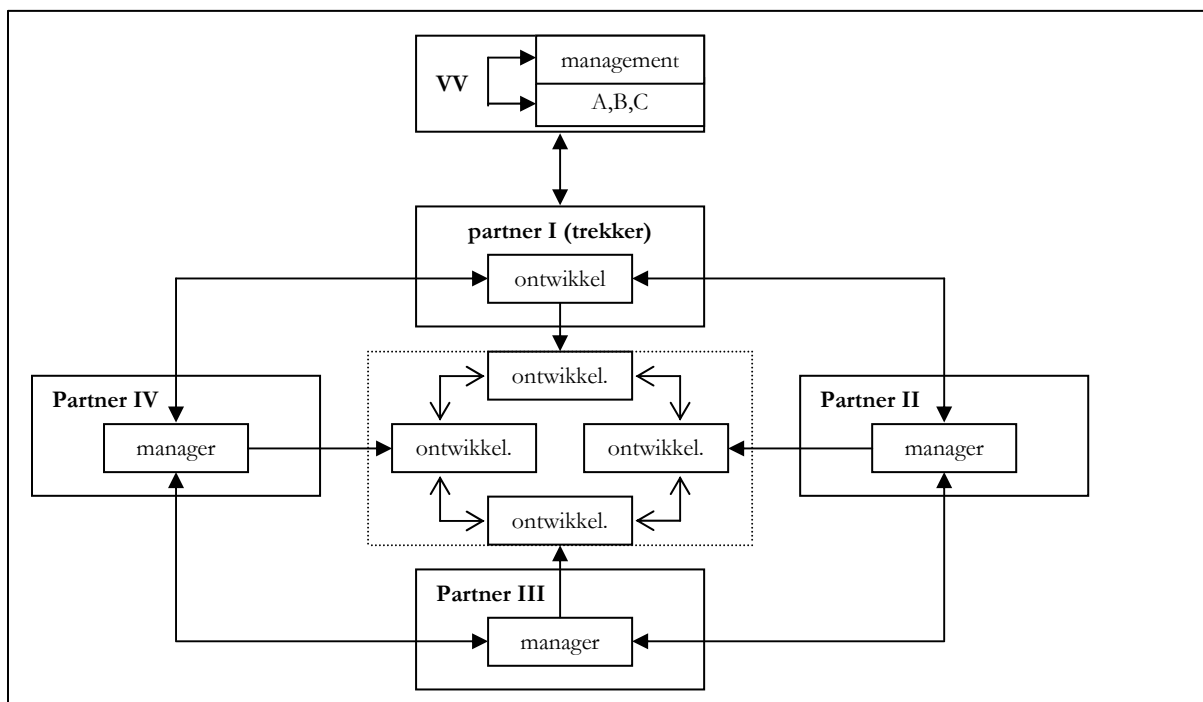 VV
management
A,B,C
partner I (trekker)
ontwikkel
ontwikkel.
Partner IV
manager
ontwikkel.
ontwikkel.
Partner II
manager
ontwikkel.
Partner III
manager